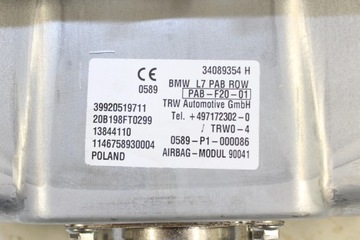 34089354 H
CE BMW L7 PAB ROW
0589 PAB-F20-01
39920519711 TRW Automotive GmbH
20B198FT0299 Tel. +497172302-0
13844110 / TRW0-4
1146758930004 0589-P1-000086
POLAND AIRBAG-MODUL 90041